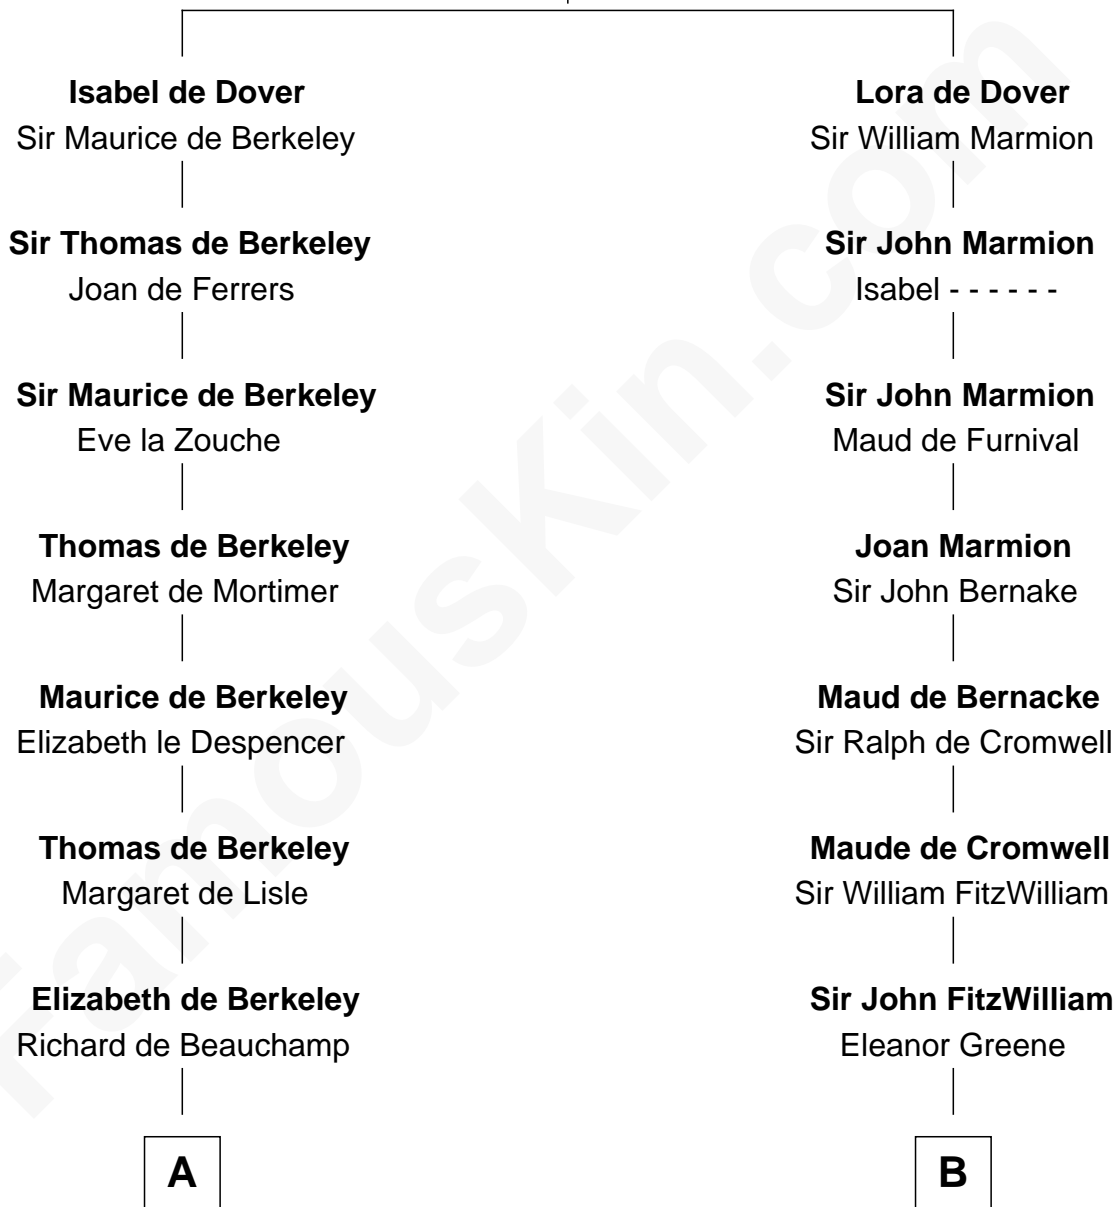 Isabel de Dover
Sir Maurice de Berkeley
Sir Thomas de Berkeley
Joan de Ferrers
Sir Maurice de Berkeley
Eve la Zouche
Thomas de Berkeley
Margaret de Mortimer
Maurice de Berkeley
Elizabeth le Despencer
Thomas de Berkeley
Margaret de Lisle
Elizabeth de Berkeley
Richard de Beauchamp
A
Lora de Dover
Sir William Marmion
Sir John Marmion
Isabel - - - - - -
Sir John Marmion
Maud de Furnival
Joan Marmion
Sir John Bernake
Maud de Bernacke
Sir Ralph de Cromwell
Maude de Cromwell
Sir William FitzWilliam
Sir John FitzWilliam
Eleanor Greene
B
FamousKin.com